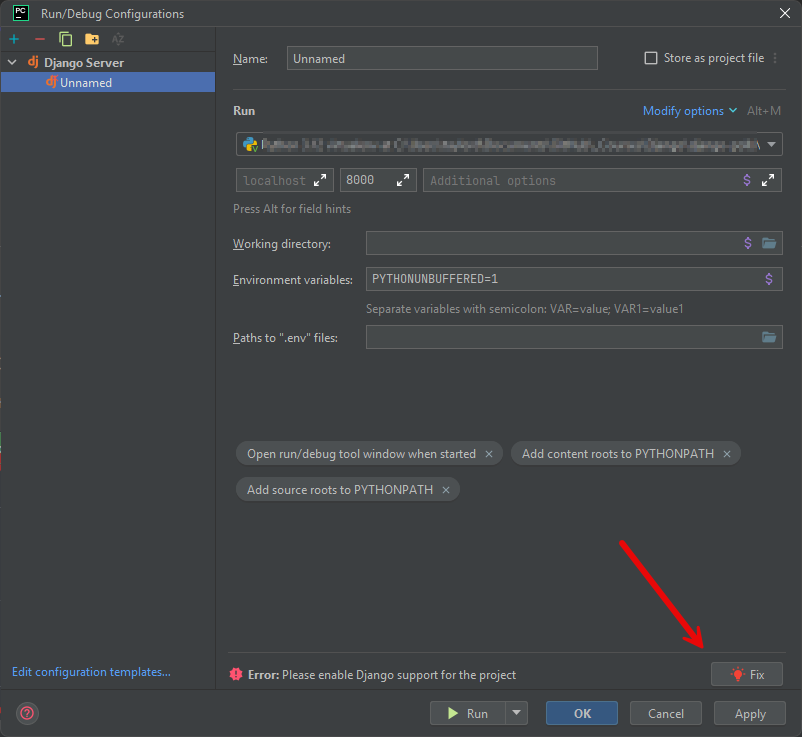 PC
Run/Debug Configurations
Django Server
dj Unnamed
Name: Unnamed
Store as project file
Run
Modify options Alt+M
localhost 8000 Additional options $
Press Alt for field hints
Working directory: $
Environment variables: PYTHONUNBUFFERED=1 $
Separate variables with semicolon: VAR=value; VAR1=value1
Paths to ".env" files:
Open run/debug tool window when started ×
Add content roots to PYTHONPATH ×
Add source roots to PYTHONPATH ×
Edit configuration templates...
Error: Please enable Django support for the project
Fix
? Run OK Cancel Apply